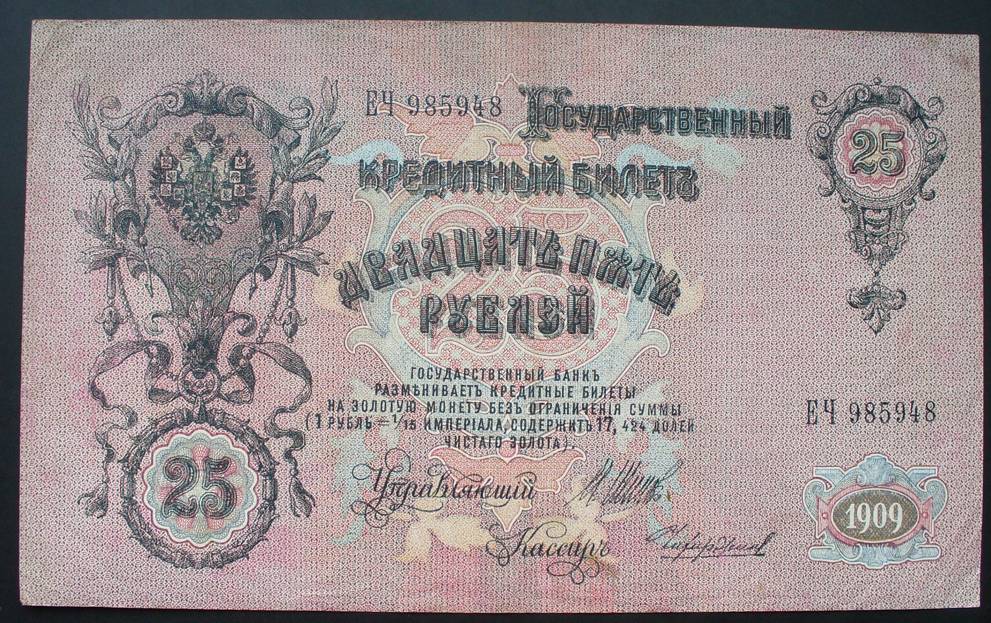 ЕЧ 985948
Государственный
25
кредитный билетъ
25
Двадцать пять
рублей
Государственный банкъ
размѣниваетъ кредитные билеты
на золотую монету безъ ограниченія суммы
(1 рубль = 1/15 имперіала, содержитъ 17,424 долей
чистаго золота).
ЕЧ 985948
Управляющій
25
1909
Кассиръ